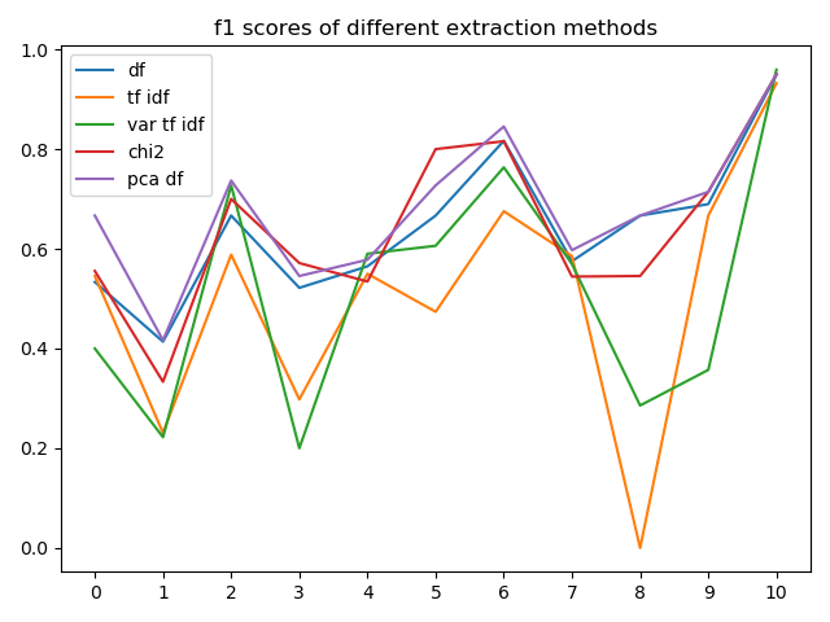 f1 scores of different extraction methods
1.0
0.8
0.6
0.4
0.2
0.0
df
tf idf
var tf idf
chi2
pca df
0 1 2 3 4 5 6 7 8 9 10